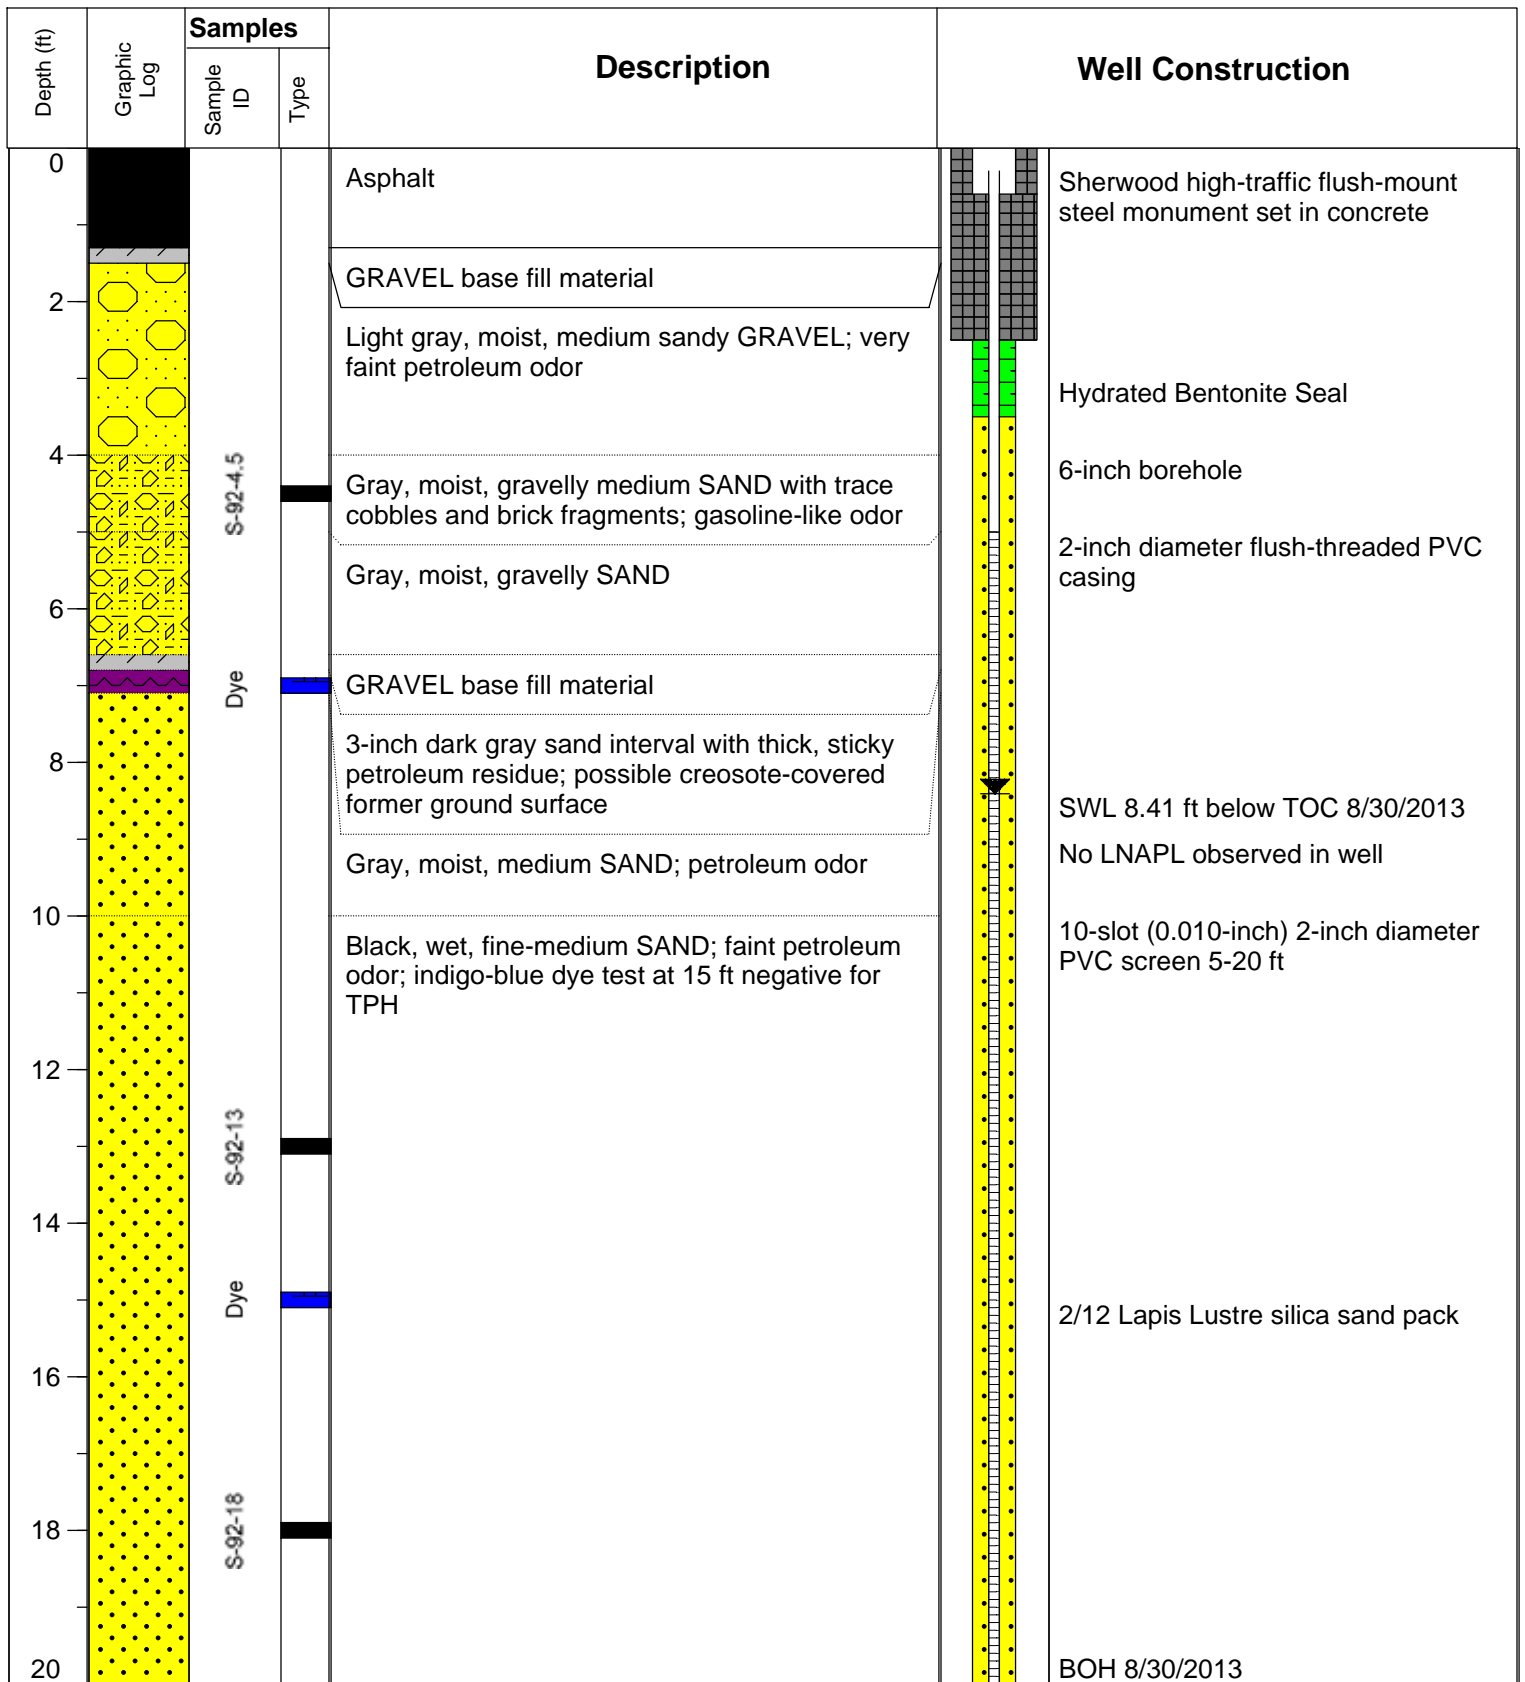 Depth (ft)
Graphic
Log
Samples
Sample
ID
Type
Description
Well Construction
0
2
4
6
8
10
12
14
16
18
20
S-92-4.5
Dye
S-92-13
Dye
S-92-18
Asphalt
GRAVEL base fill material
Light gray, moist, medium sandy GRAVEL; very
faint petroleum odor
Gray, moist, gravelly medium SAND with trace
cobbles and brick fragments; gasoline-like odor
Gray, moist, gravelly SAND
GRAVEL base fill material
3-inch dark gray sand interval with thick, sticky
petroleum residue; possible creosote-covered
former ground surface
Gray, moist, medium SAND; petroleum odor
Black, wet, fine-medium SAND; faint petroleum
odor; indigo-blue dye test at 15 ft negative for
TPH
Sherwood high-traffic flush-mount
steel monument set in concrete
Hydrated Bentonite Seal
6-inch borehole
2-inch diameter flush-threaded PVC
casing
SWL 8.41 ft below TOC 8/30/2013
No LNAPL observed in well
10-slot (0.010-inch) 2-inch diameter
PVC screen 5-20 ft
2/12 Lapis Lustre silica sand pack
BOH 8/30/2013